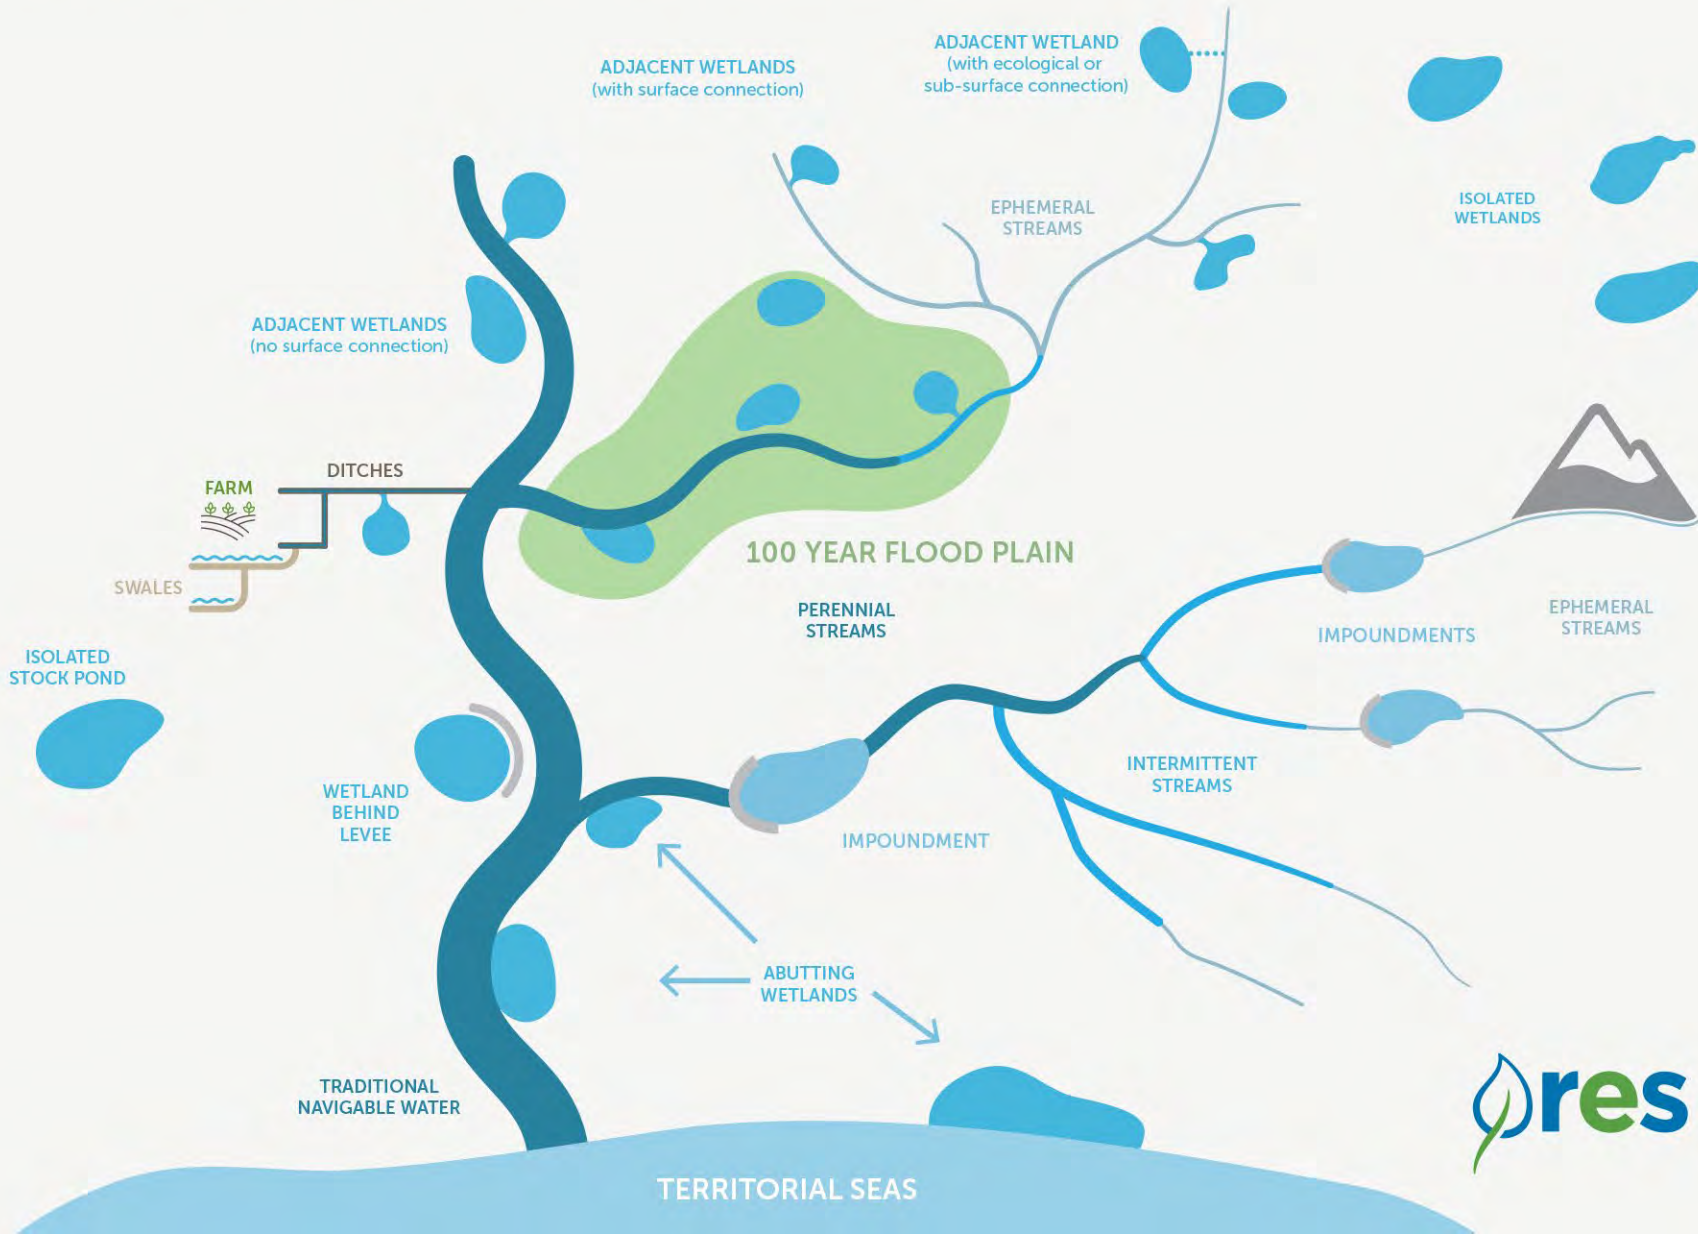 ADJACENT WETLANDS
(with surface connection)
ADJACENT WETLAND
(with ecological or
sub-surface connection)
ISOLATED
WETLANDS
EPHEMERAL
STREAMS
ADJACENT WETLANDS
(no surface connection)
DITCHES
FARM
SWALES
100 YEAR FLOOD PLAIN
PERENNIAL
STREAMS
IMPOUNDMENTS
EPHEMERAL
STREAMS
ISOLATED
STOCK POND
WETLAND
BEHIND
LEVEE
INTERMITTENT
STREAMS
IMPOUNDMENT
ABUTTING
WETLANDS
TRADITIONAL
NAVIGABLE WATER
res
TERRITORIAL SEAS